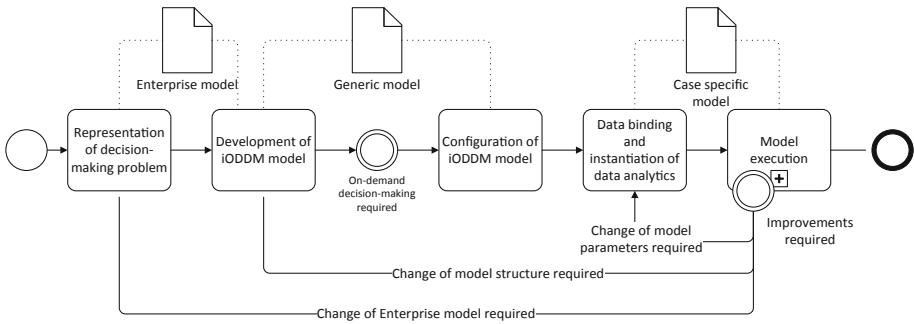 Enterprise model
Generic model
Case specific
model
Representation
of decision-
making problem
Development of
iODDM model
On-demand
decision-making
required
Configuration of
iODDM model
Data binding
and
instantiation of
data analytics
Model
execution
Improvements
required
Change of model
parameters required
Change of model structure required
Change of Enterprise model required